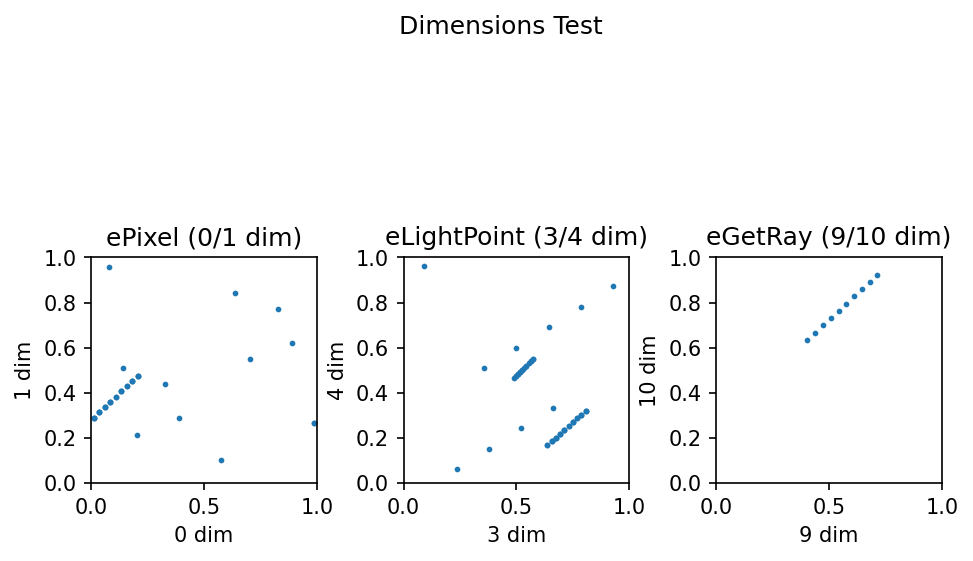 Dimensions Test
ePixel (0/1 dim)
1 dim
1.0
0.8
0.6
0.4
0.2
0.0
0.0 0.5 1.0
0 dim
eLightPoint (3/4 dim)
4 dim
1.0
0.8
0.6
0.4
0.2
0.0
0.0 0.5 1.0
3 dim
eGetRay (9/10 dim)
10 dim
1.0
0.8
0.6
0.4
0.2
0.0
0.0 0.5 1.0
9 dim